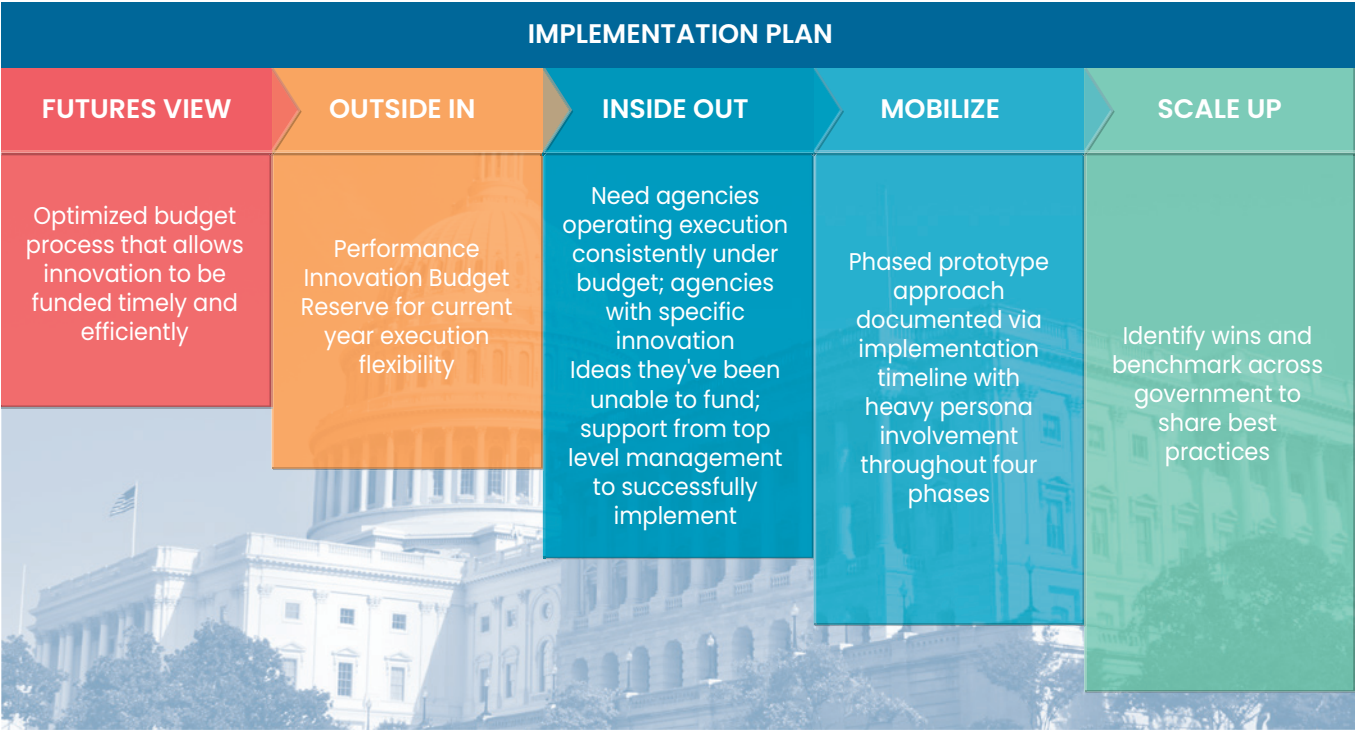 IMPLEMENTATION PLAN
FUTURES VIEW
Optimized budget
process that allows
innovation to be
funded timely and
efficiently
OUTSIDE IN
Performance
Innovation Budget
Reserve for current
year execution
flexibility
INSIDE OUT
Need agencies
operating execution
consistently under
budget; agencies
with specific
innovation
Ideas they've been
unable to fund;
support from top
level management
to successfully
implement
MOBILIZE
Phased prototype
approach
documented via
implementation
timeline with
heavy persona
involvement
throughout four
phases
SCALE UP
Identify wins and
benchmark across
government to
share best
practices